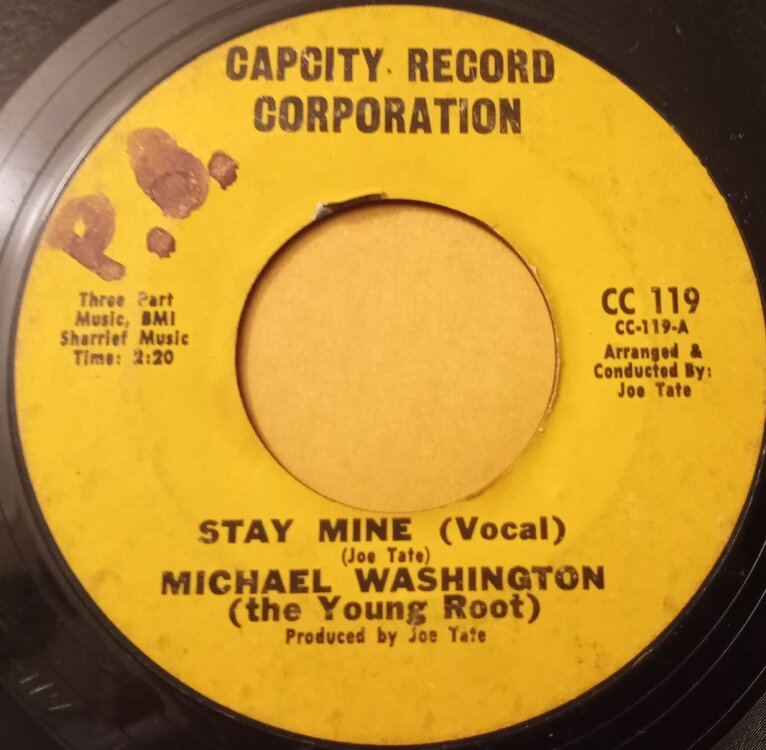 CAPCITY RECORD
CORPORATION
P.O.
Three Part
Music, BMI
Sharrief Music
Time: 2:20
CC 119
CC-119-A
Arranged &
Conducted By:
Joe Tate
STAY MINE (Vocal)
(Joe Tate)
MICHAEL WASHINGTON
(the Young Root)
Produced by Joe Tate